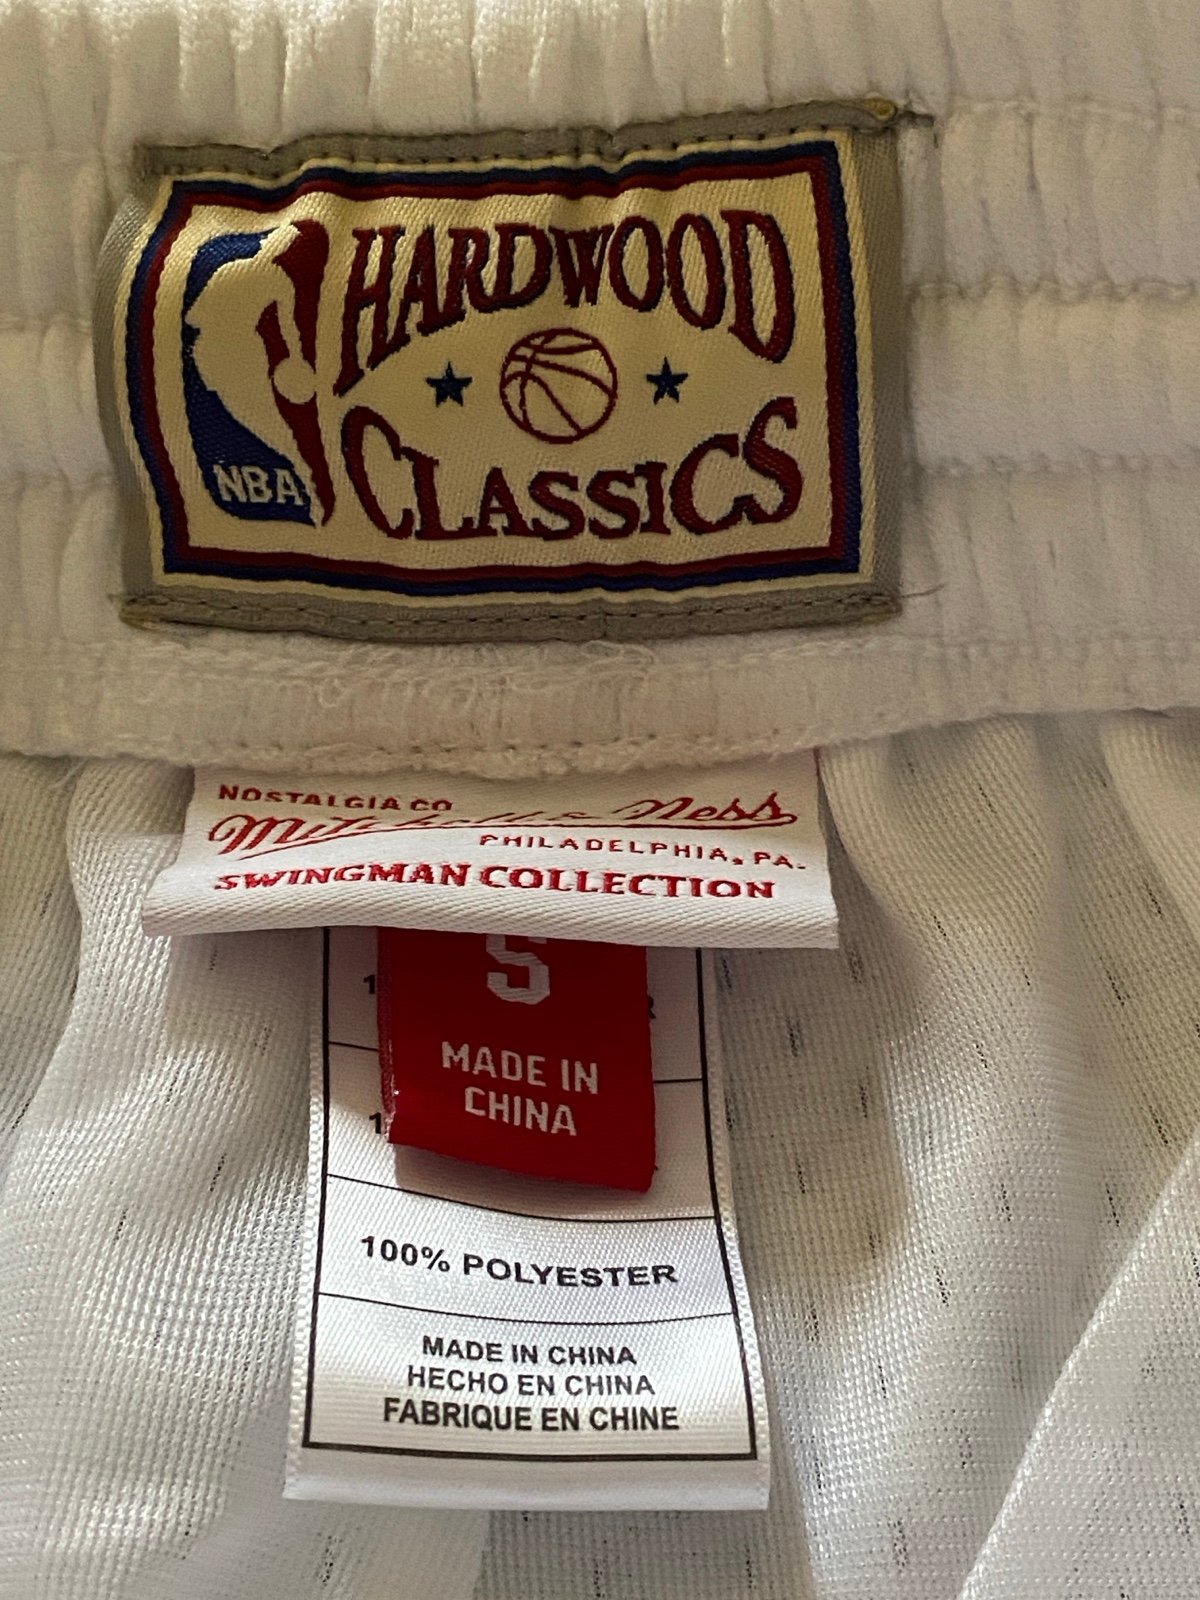 HARDWOOD
CLASSICS
NBA
NOSTALGIA CO.
Mitchell & Ness
PHILADELPHIA, PA.
SWINGMAN COLLECTION
S
MADE IN
CHINA
100% POLYESTER
MADE IN CHINA
HECHO EN CHINA
FABRIQUE EN CHINE